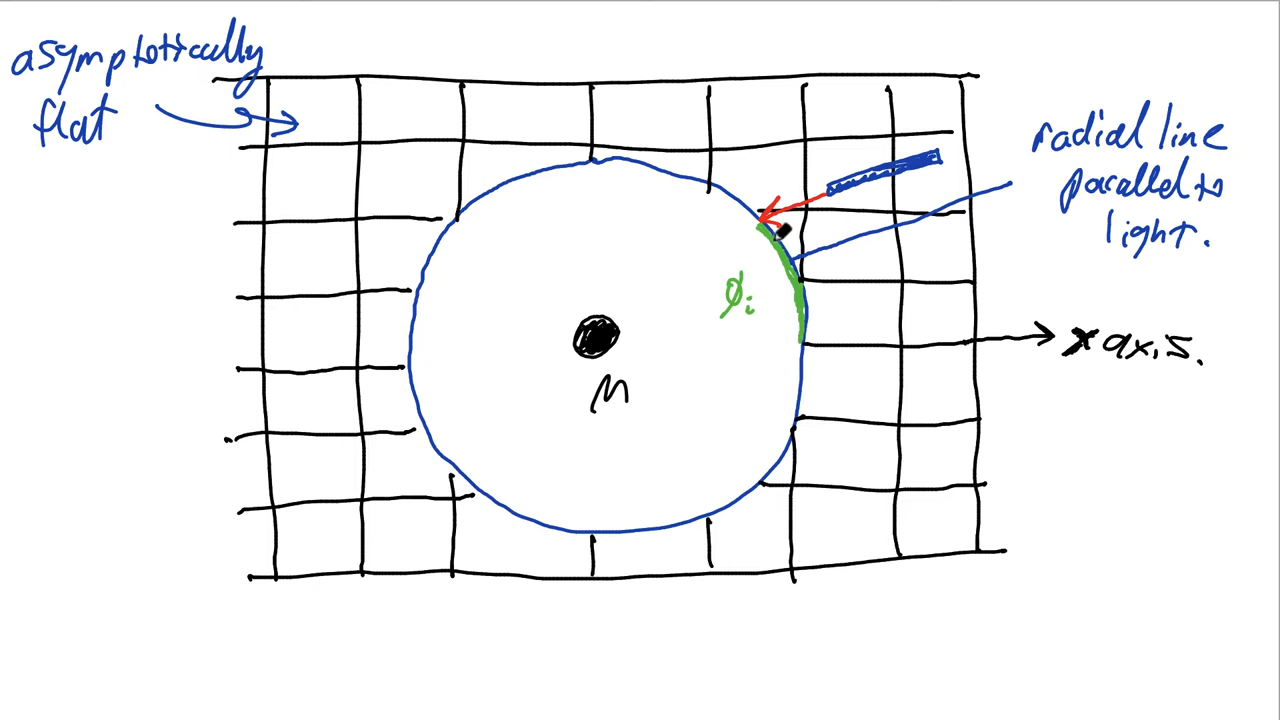 asymptotically
flat
radial line
parallel to
light.
φi
x axis.
M